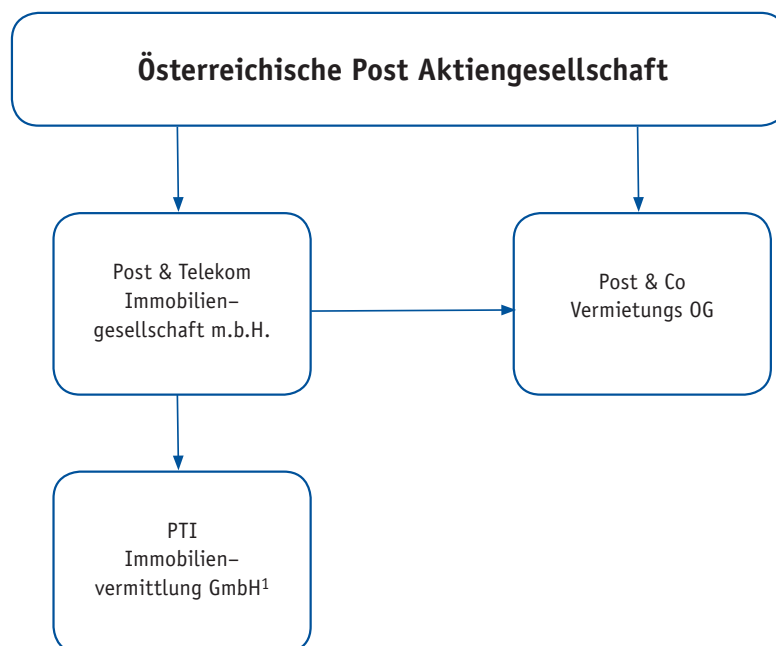 Österreichische Post Aktiengesellschaft
Post & Telekom
Immobilien–
gesellschaft m.b.H.
Post & Co
Vermietungs OG
PTI
Immobilien–
vermittlung GmbH¹